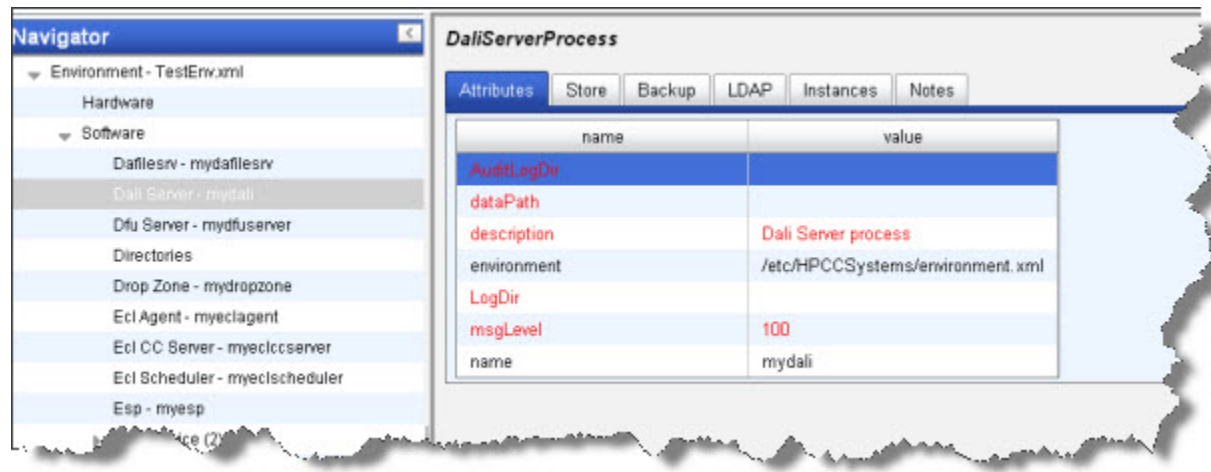 Navigator
Environment - TestEnv.xml
Hardware
Software
Dafilesrv - mydafilesrv
Dali Server - mydali
Dfu Server - mydfuserver
Directories
Drop Zone - mydropzone
Ecl Agent - myeclagent
Ecl CC Server - myeclccserver
Ecl Scheduler - myeclscheduler
Esp - myesp
(2)
DaliServerProcess
Attributes Store Backup LDAP Instances Notes
name value
AuditLogDir
dataPath
description Dali Server process
environment /etc/HPCCSystems/environment.xml
LogDir
msgLevel 100
name mydali